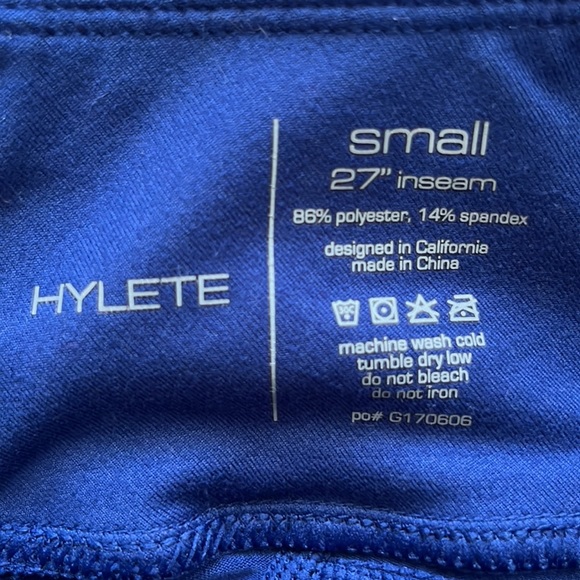 HYLETE
small
27" inseam
86% polyester, 14% spandex
designed in California
made in China
30C
machine wash cold
tumble dry low
do not bleach
do not iron
po# G170606